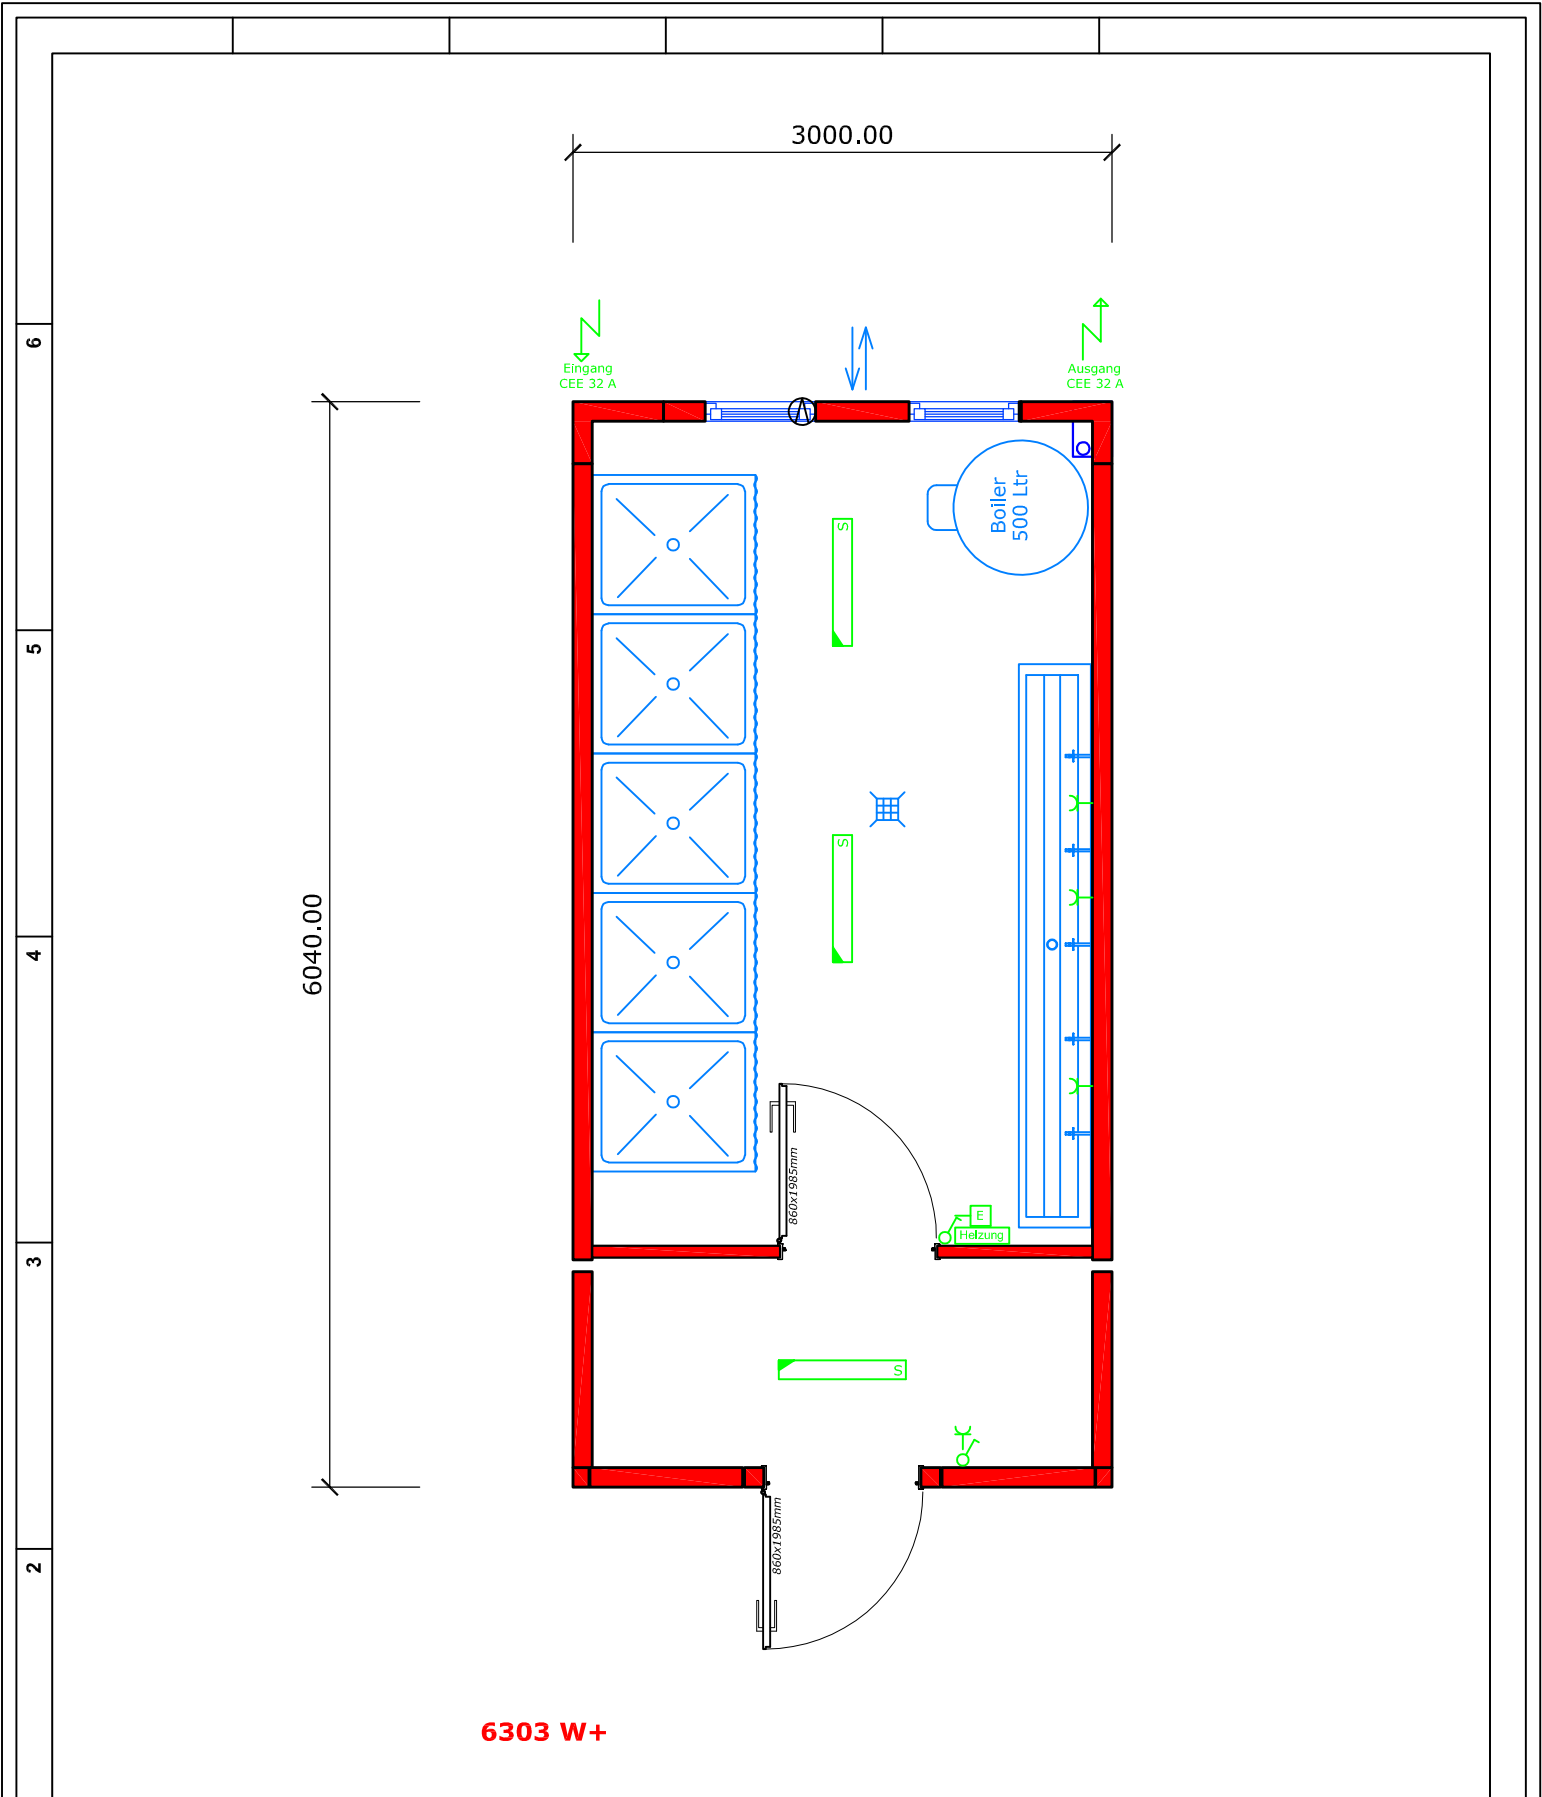 3000.00
6
Eingang
CEE 32 A
Ausgang
CEE 32 A
Boiler
500 Ltr
S
5
S
6040.00
4
860x1985mm
E
Heizung
3
S
860x1985mm
2
6303 W+